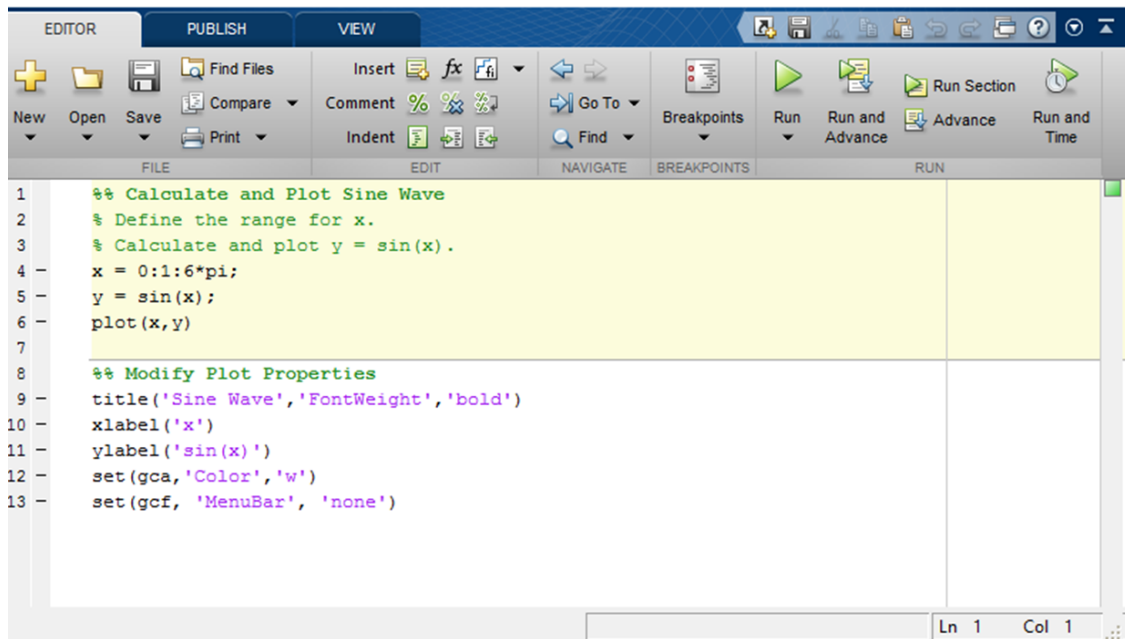 EDITOR PUBLISH VIEW
Find Files Insert fx
New Open Save Compare Comment Go To Breakpoints Run Run and Advance Run Section Advance Run and Time
Print Indent Find
FILE EDIT NAVIGATE BREAKPOINTS RUN
1 %% Calculate and Plot Sine Wave
2 % Define the range for x.
3 % Calculate and plot y = sin(x).
4 – x = 0:1:6*pi;
5 – y = sin(x);
6 – plot(x,y)
7
8 %% Modify Plot Properties
9 – title('Sine Wave','FontWeight','bold')
10 – xlabel('x')
11 – ylabel('sin(x)')
12 – set(gca,'Color','w')
13 – set(gcf, 'MenuBar', 'none')
Ln 1 Col 1